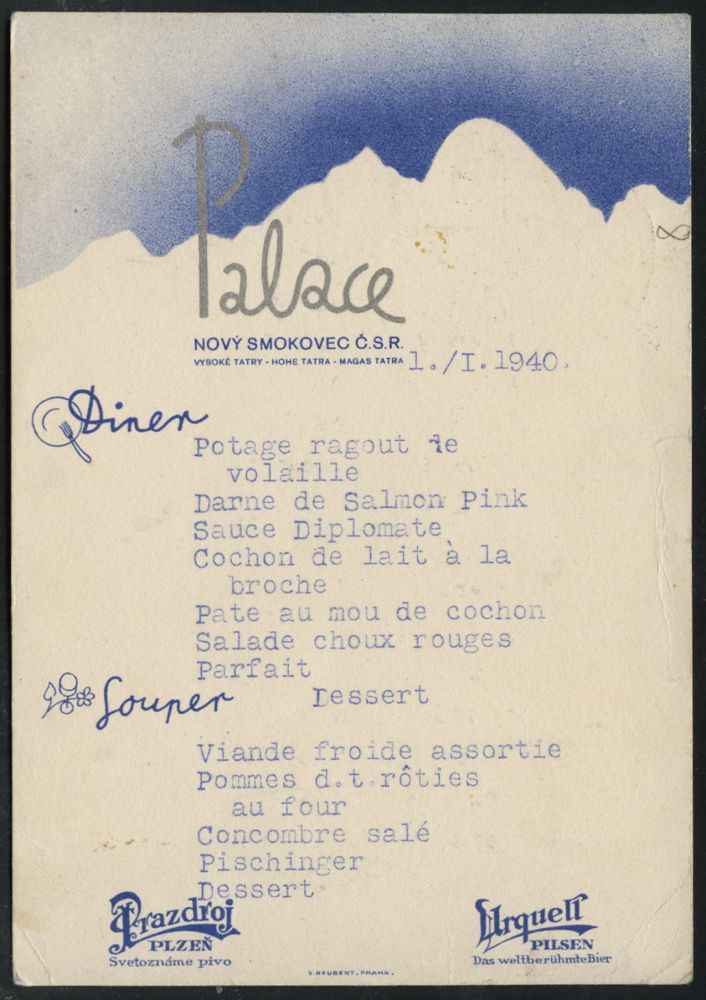 Palace
NOVÝ SMOKOVEC Č.S.R.
VYSOKÉ TATRY - HOHE TATRA - MAGAS TATRA
1./I.1940.
Diner
Potage ragout de
volaille
Darne de Salmon Pink
Sauce Diplomate
Cochon de lait à la
broche
Pate au mou de cochon
Salade choux rouges
Parfait
Dessert
Souper
Viande froide assortie
Pommes d.t.rôties
au four
Concombre salé
Pischinger
Dessert
Prazdroj
PLZEŇ
Svetoznáme pivo
Urquell
PILSEN
Das weltberühmte Bier
V. NEUBERT, PRAHA.